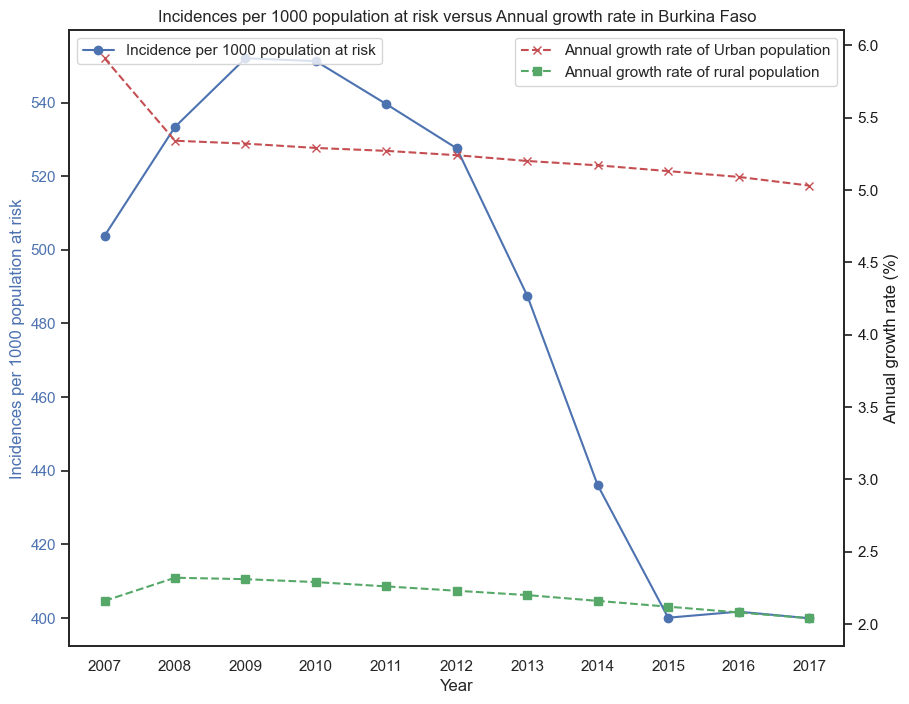 Incidences per 1000 population at risk versus Annual growth rate in Burkina Faso
Incidence per 1000 population at risk
Annual growth rate of Urban population
Annual growth rate of rural population
Incidences per 1000 population at risk
540
520
500
480
460
440
420
400
6.0
5.5
5.0
4.5
4.0
3.5
3.0
2.5
2.0
Annual growth rate (%)
2007 2008 2009 2010 2011 2012 2013 2014 2015 2016 2017
Year